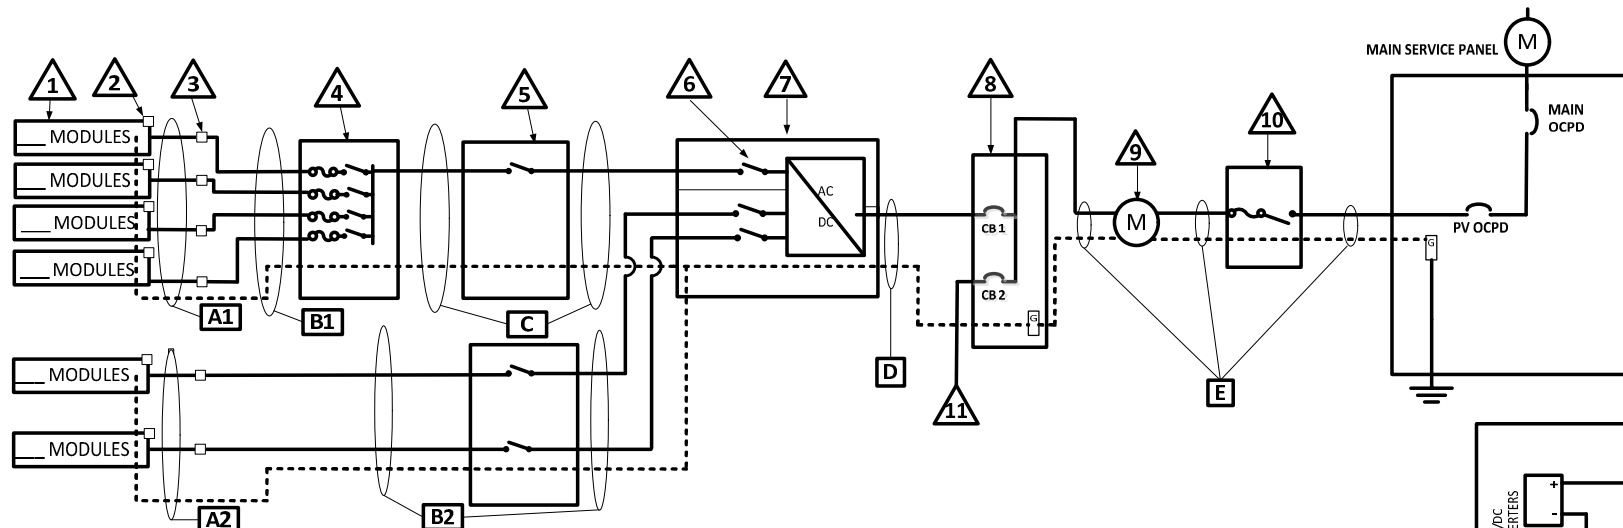 MAIN SERVICE PANEL
M
1
2
3
4
5
6
7
8
9
10
MAIN
OCPD
___ MODULES
___ MODULES
___ MODULES
___ MODULES
AC
DC
CB 1
CB 2
M
PV OCPD
G
G
A1
B1
C
D
E
11
___ MODULES
___ MODULES
A2
B2
+
-
/DC
ERTERS